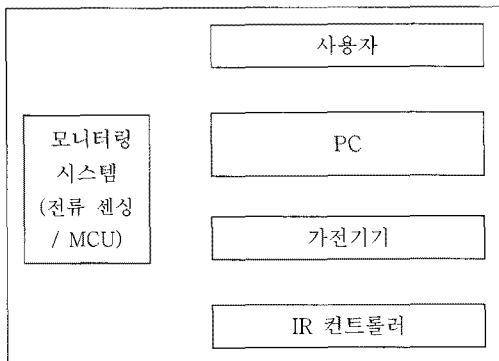 사용자
모니터링
시스템
(전류 센싱
/ MCU)
PC
가전기기
IR 컨트롤러